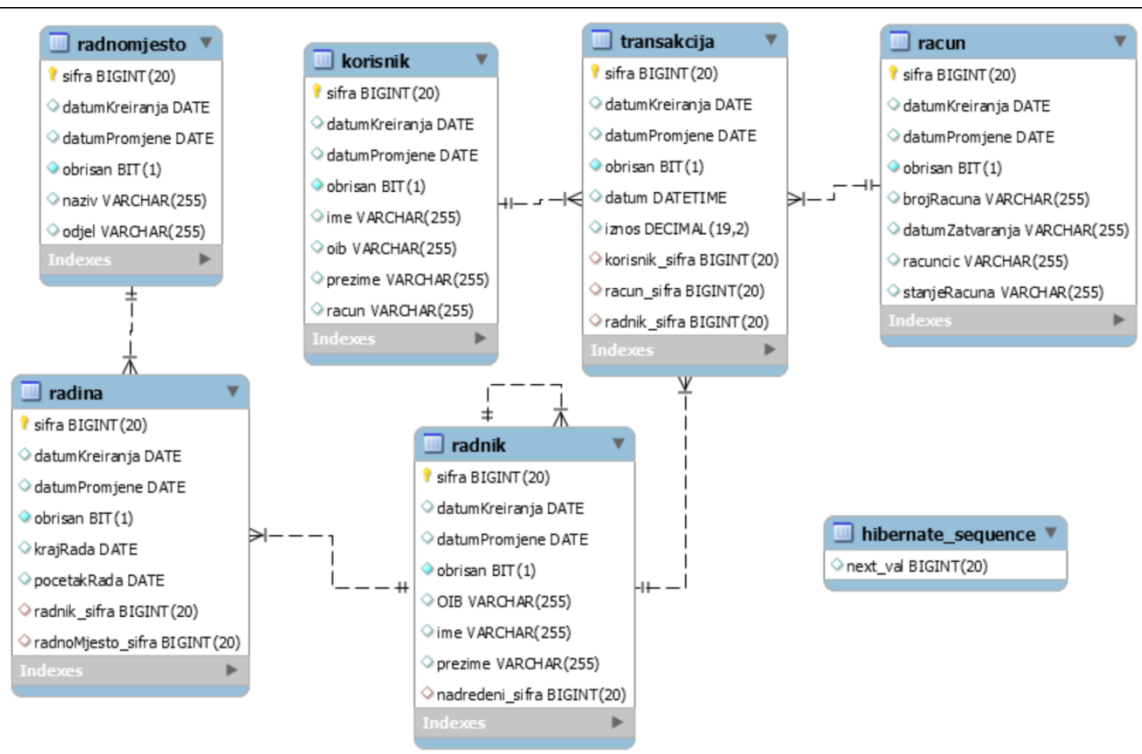 radnomjesto
sifra BIGINT(20)
datumKreiranja DATE
datumPromjene DATE
obrisan BIT(1)
naziv VARCHAR(255)
odjel VARCHAR(255)
Indexes
korisnik
sifra BIGINT(20)
datumKreiranja DATE
datumPromjene DATE
obrisan BIT(1)
ime VARCHAR(255)
oib VARCHAR(255)
prezime VARCHAR(255)
racun VARCHAR(255)
Indexes
transakcija
sifra BIGINT(20)
datumKreiranja DATE
datumPromjene DATE
obrisan BIT(1)
datum DATETIME
iznos DECIMAL(19,2)
korisnik_sifra BIGINT(20)
racun_sifra BIGINT(20)
radnik_sifra BIGINT(20)
Indexes
racun
sifra BIGINT(20)
datumKreiranja DATE
datumPromjene DATE
obrisan BIT(1)
brojRacuna VARCHAR(255)
datumZatvaranja VARCHAR(255)
racuncic VARCHAR(255)
stanjeRacuna VARCHAR(255)
Indexes
radina
sifra BIGINT(20)
datumKreiranja DATE
datumPromjene DATE
obrisan BIT(1)
krajRada DATE
pocetakRada DATE
radnik_sifra BIGINT(20)
radnoMjesto_sifra BIGINT(20)
Indexes
radnik
sifra BIGINT(20)
datumKreiranja DATE
datumPromjene DATE
obrisan BIT(1)
OIB VARCHAR(255)
ime VARCHAR(255)
prezime VARCHAR(255)
nadredeni_sifra BIGINT(20)
Indexes
hibernate_sequence
next_val BIGINT(20)